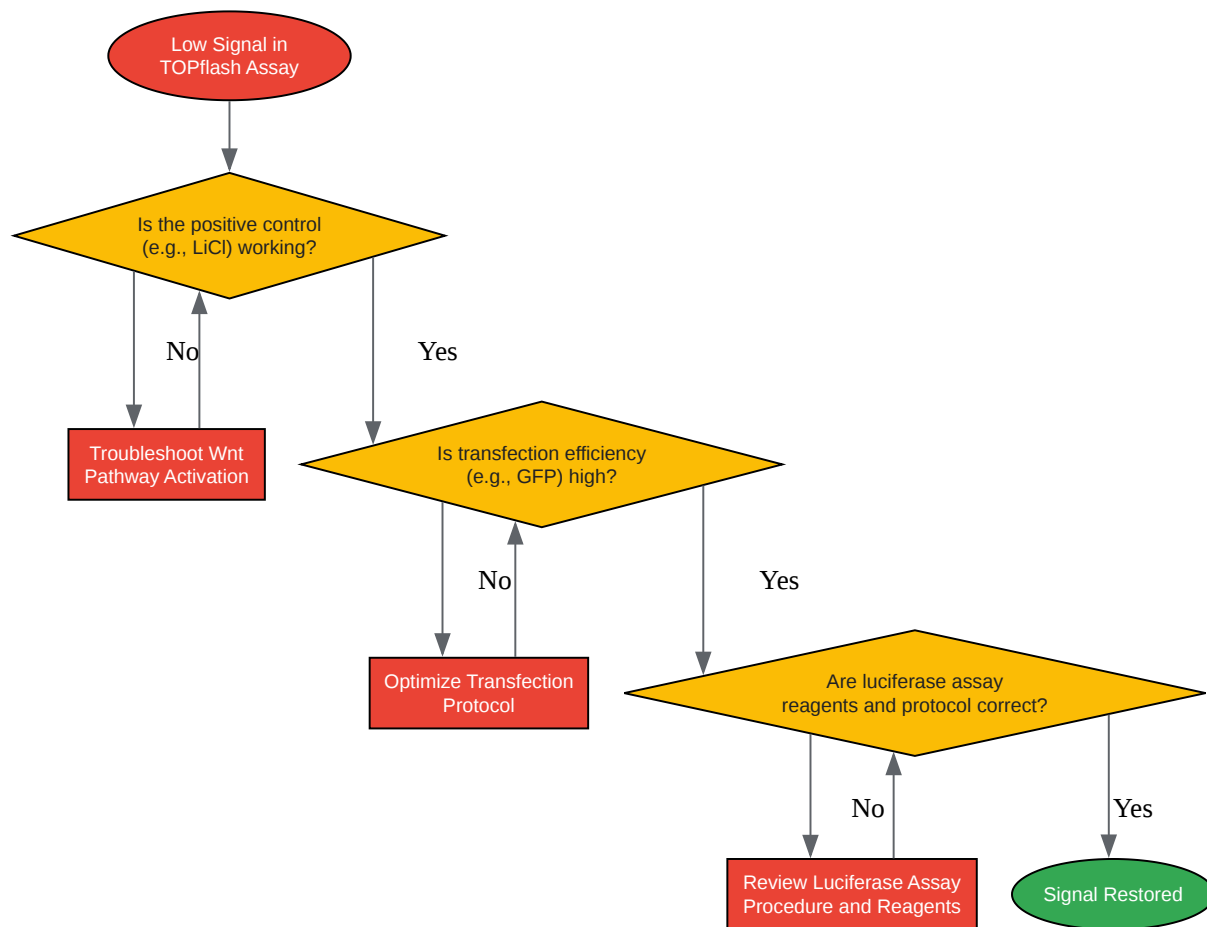 Low Signal in
TOPflash Assay
Is the positive control
(e.g., LiCl) working?
No
Yes
Troubleshoot Wnt
Pathway Activation
Is transfection efficiency
(e.g., GFP) high?
No
Yes
Optimize Transfection
Protocol
Are luciferase assay
reagents and protocol correct?
No
Yes
Review Luciferase Assay
Procedure and Reagents
Signal Restored